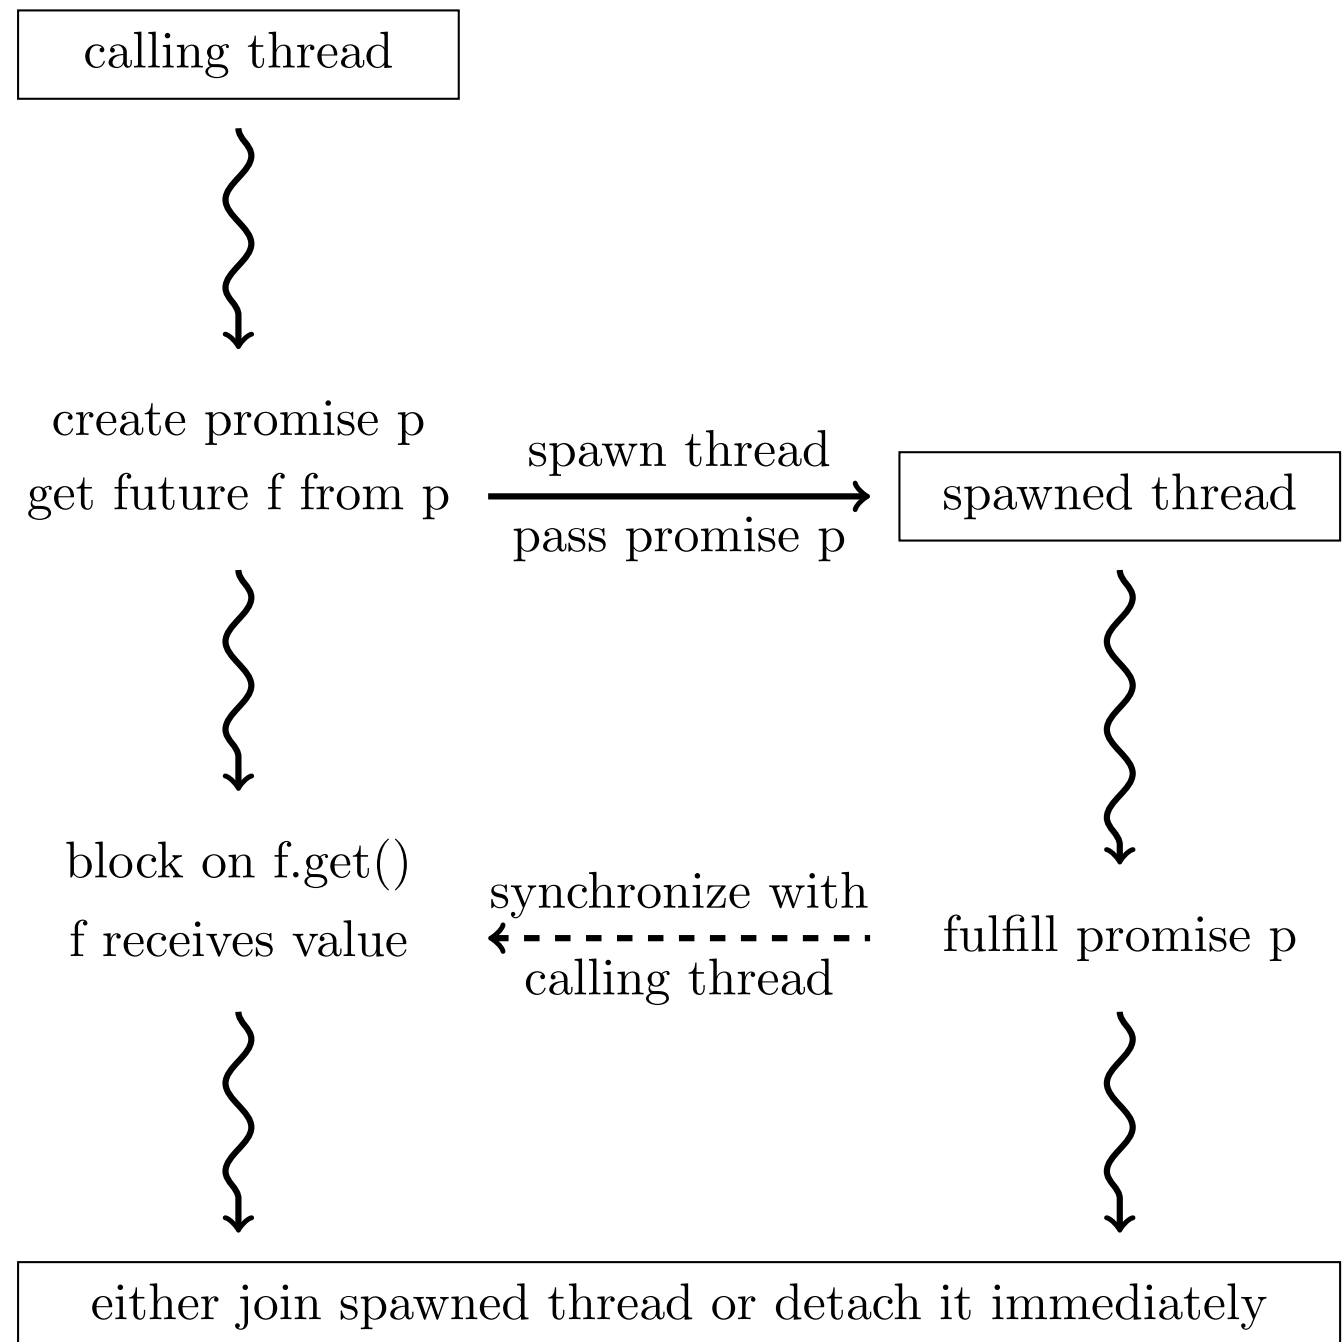 calling thread
create promise p
get future f from p
spawn thread
pass promise p
spawned thread
block on f.get()
f receives value
synchronize with
calling thread
fulfill promise p
either join spawned thread or detach it immediately